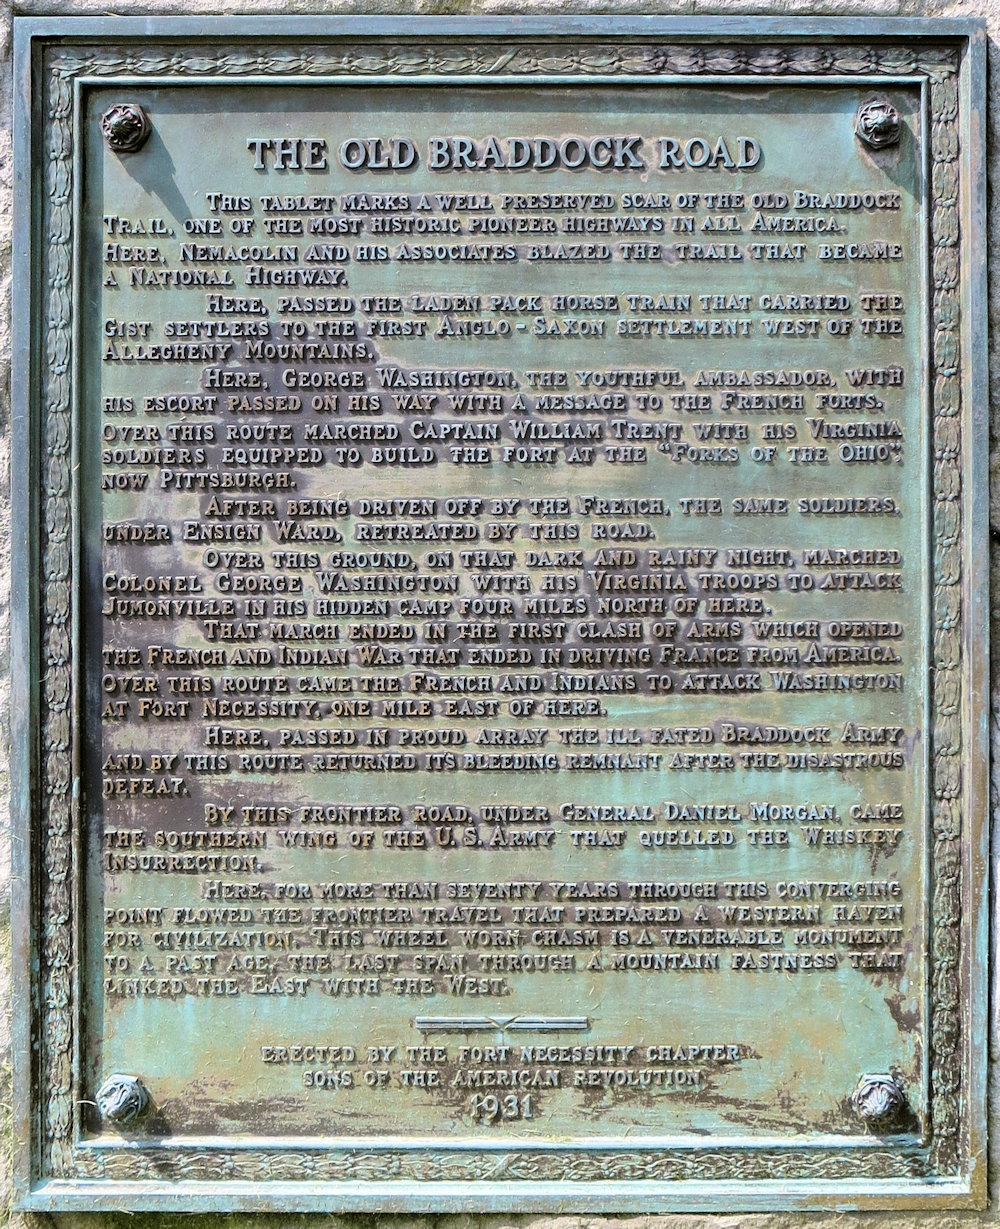 THE OLD BRADDOCK ROAD
THIS TABLET MARKS A WELL PRESERVED SCAR OF THE OLD BRADDOCK
TRAIL, ONE OF THE MOST HISTORIC PIONEER HIGHWAYS IN ALL AMERICA.
HERE, NEMACOLIN AND HIS ASSOCIATES BLAZED THE TRAIL THAT BECAME
A NATIONAL HIGHWAY.
HERE, PASSED THE LADEN PACK HORSE TRAIN THAT CARRIED THE
GIST SETTLERS TO THE FIRST ANGLO-SAXON SETTLEMENT WEST OF THE
ALLEGHENY MOUNTAINS.
HERE, GEORGE WASHINGTON, THE YOUTHFUL AMBASSADOR, WITH
HIS ESCORT PASSED ON HIS WAY WITH A MESSAGE TO THE FRENCH FORTS.
OVER THIS ROUTE MARCHED CAPTAIN WILLIAM TRENT WITH HIS VIRGINIA
SOLDIERS EQUIPPED TO BUILD THE FORT AT THE "FORKS OF THE OHIO",
NOW PITTSBURGH.
AFTER BEING DRIVEN OFF BY THE FRENCH, THE SAME SOLDIERS,
UNDER ENSIGN WARD, RETREATED BY THIS ROAD.
OVER THIS GROUND, ON THAT DARK AND RAINY NIGHT, MARCHED
COLONEL GEORGE WASHINGTON WITH HIS VIRGINIA TROOPS TO ATTACK
JUMONVILLE IN HIS HIDDEN CAMP FOUR MILES NORTH OF HERE.
THAT MARCH ENDED IN THE FIRST CLASH OF ARMS WHICH OPENED
THE FRENCH AND INDIAN WAR THAT ENDED IN DRIVING FRANCE FROM AMERICA.
OVER THIS ROUTE CAME THE FRENCH AND INDIANS TO ATTACK WASHINGTON
AT FORT NECESSITY, ONE MILE EAST OF HERE.
HERE, PASSED IN PROUD ARRAY THE ILL FATED BRADDOCK ARMY
AND BY THIS ROUTE RETURNED IT'S BLEEDING REMNANT AFTER THE DISASTROUS
DEFEAT.
BY THIS FRONTIER ROAD, UNDER GENERAL DANIEL MORGAN, CAME
THE SOUTHERN WING OF THE U. S. ARMY THAT QUELLED THE WHISKEY
INSURRECTION.
HERE, FOR MORE THAN SEVENTY YEARS THROUGH THIS CONVERGING
POINT FLOWED THE FRONTIER TRAVEL THAT PREPARED A WESTERN HAVEN
FOR CIVILIZATION. THIS WHEEL WORN CHASM IS A VENERABLE MONUMENT
TO A PAST AGE, THE LAST SPAN THROUGH A MOUNTAIN FASTNESS THAT
LINKED THE EAST WITH THE WEST.
ERECTED BY THE FORT NECESSITY CHAPTER
SONS OF THE AMERICAN REVOLUTION
1931